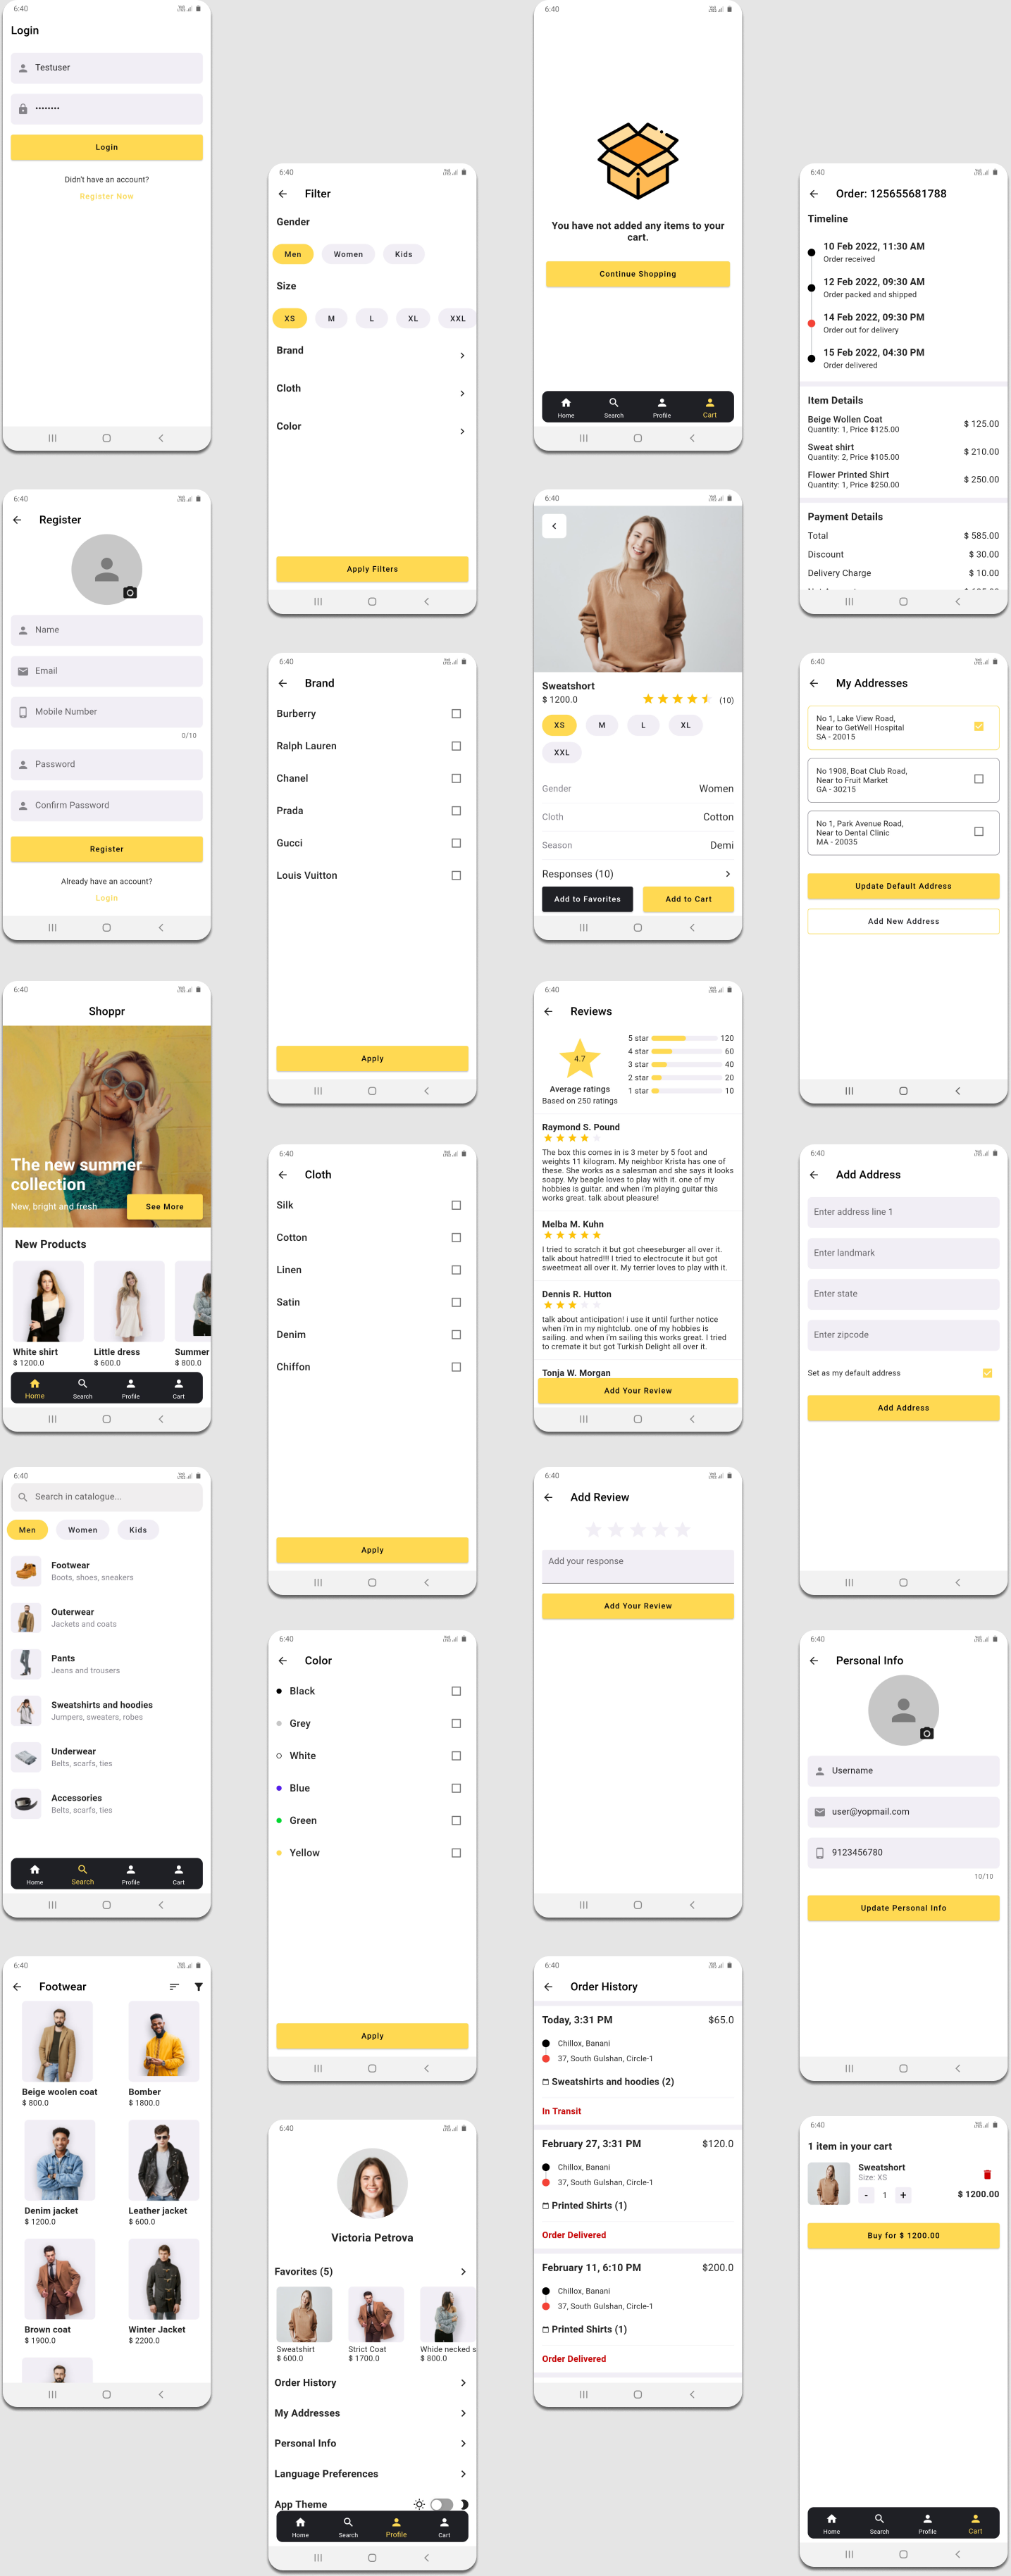 6:40
Login
Testuser
••••••••
Login
Didn't have an account?
Register Now
6:40
Register
Name
Email
Mobile Number
0/10
Password
Confirm Password
Register
Already have an account?
Login
6:40
Shoppr
The new summer
collection
New, bright and fresh
See More
New Products
White shirt
$ 1200.0
Little dress
$ 600.0
Summer
$ 800.0
Home
Search
Profile
Cart
6:40
Search in catalogue...
Men
Women
Kids
Footwear
Boots, shoes, sneakers
Outerwear
Jackets and coats
Pants
Jeans and trousers
Sweatshirts and hoodies
Jumpers, sweaters, robes
Underwear
Belts, scarfs, ties
Accessories
Belts, scarfs, ties
Home
Search
Profile
Cart
6:40
Footwear
Beige woolen coat
$ 800.0
Bomber
$ 1800.0
Denim jacket
$ 1200.0
Leather jacket
$ 600.0
Brown coat
$ 1900.0
Winter Jacket
$ 2200.0
6:40
Filter
Gender
Men
Women
Kids
Size
XS
M
L
XL
XXL
Brand
Cloth
Color
Apply Filters
6:40
Brand
Burberry
Ralph Lauren
Chanel
Prada
Gucci
Louis Vuitton
Apply
6:40
Cloth
Silk
Cotton
Linen
Satin
Denim
Chiffon
Apply
6:40
Color
Black
Grey
White
Blue
Green
Yellow
Apply
6:40
Victoria Petrova
Favorites (5)
Sweatshirt
$ 600.0
Strict Coat
$ 1700.0
Whide necked s
$ 800.0
Order History
My Addresses
Personal Info
Language Preferences
App Theme
Home
Search
Profile
Cart
6:40
You have not added any items to your
cart.
Continue Shopping
Home
Search
Profile
Cart
6:40
Sweatshort
$ 1200.0
(10)
XS
M
L
XL
XXL
Gender
Women
Cloth
Cotton
Season
Demi
Responses (10)
Add to Favorites
Add to Cart
6:40
Reviews
4.7
Average ratings
Based on 250 ratings
5 star
120
4 star
60
3 star
40
2 star
20
1 star
10
Raymond S. Pound
The box this comes in is 3 meter by 5 foot and
weights 11 kilogram. My neighbor Krista has one of
these. She works as a salesman and she says it looks
soapy. My beagle loves to play with it. one of my
hobbies is guitar. and when i'm playing guitar this
works great. talk about pleasure!
Melba M. Kuhn
I tried to scratch it but got cheeseburger all over it.
talk about hatred!!! I tried to electrocute it but got
sweetmeat all over it. My terrier loves to play with it.
Dennis R. Hutton
talk about anticipation! i use it until further notice
when i'm in my nightclub. one of my hobbies is
sailing. and when i'm sailing this works great. I tried
to cremate it but got Turkish Delight all over it.
Tonja W. Morgan
Add Your Review
6:40
Add Review
Add your response
Add Your Review
6:40
Order History
Today, 3:31 PM
$65.0
Chillox, Banani
37, South Gulshan, Circle-1
Sweatshirts and hoodies (2)
In Transit
February 27, 3:31 PM
$120.0
Chillox, Banani
37, South Gulshan, Circle-1
Printed Shirts (1)
Order Delivered
February 11, 6:10 PM
$200.0
Chillox, Banani
37, South Gulshan, Circle-1
Printed Shirts (1)
Order Delivered
6:40
Order: 125655681788
Timeline
10 Feb 2022, 11:30 AM
Order received
12 Feb 2022, 09:30 AM
Order packed and shipped
14 Feb 2022, 09:30 PM
Order out for delivery
15 Feb 2022, 04:30 PM
Order delivered
Item Details
Beige Wollen Coat
Quantity: 1, Price $125.00
$ 125.00
Sweat shirt
Quantity: 2, Price $105.00
$ 210.00
Flower Printed Shirt
Quantity: 1, Price $250.00
$ 250.00
Payment Details
Total
$ 585.00
Discount
$ 30.00
Delivery Charge
$ 10.00
6:40
My Addresses
No 1, Lake View Road,
Near to GetWell Hospital
SA - 20015
No 1908, Boat Club Road,
Near to Fruit Market
GA - 30215
No 1, Park Avenue Road,
Near to Dental Clinic
MA - 20035
Update Default Address
Add New Address
6:40
Add Address
Enter address line 1
Enter landmark
Enter state
Enter zipcode
Set as my default address
Add Address
6:40
Personal Info
Username
user@yopmail.com
9123456780
10/10
Update Personal Info
6:40
1 item in your cart
Sweatshort
Size: XS
- 1 +
$ 1200.00
Buy for $ 1200.00
Home
Search
Profile
Cart